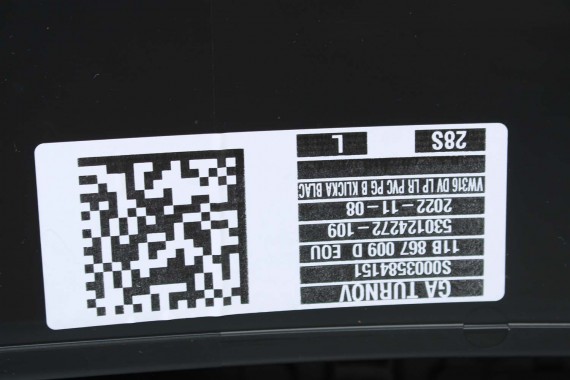 GA TURNOV
S0003584151
11B 867 009 D EOU
530124272-109
2022-11-08
VW316 DV LP LR PVC PG B KLICKA BLAC
28S L